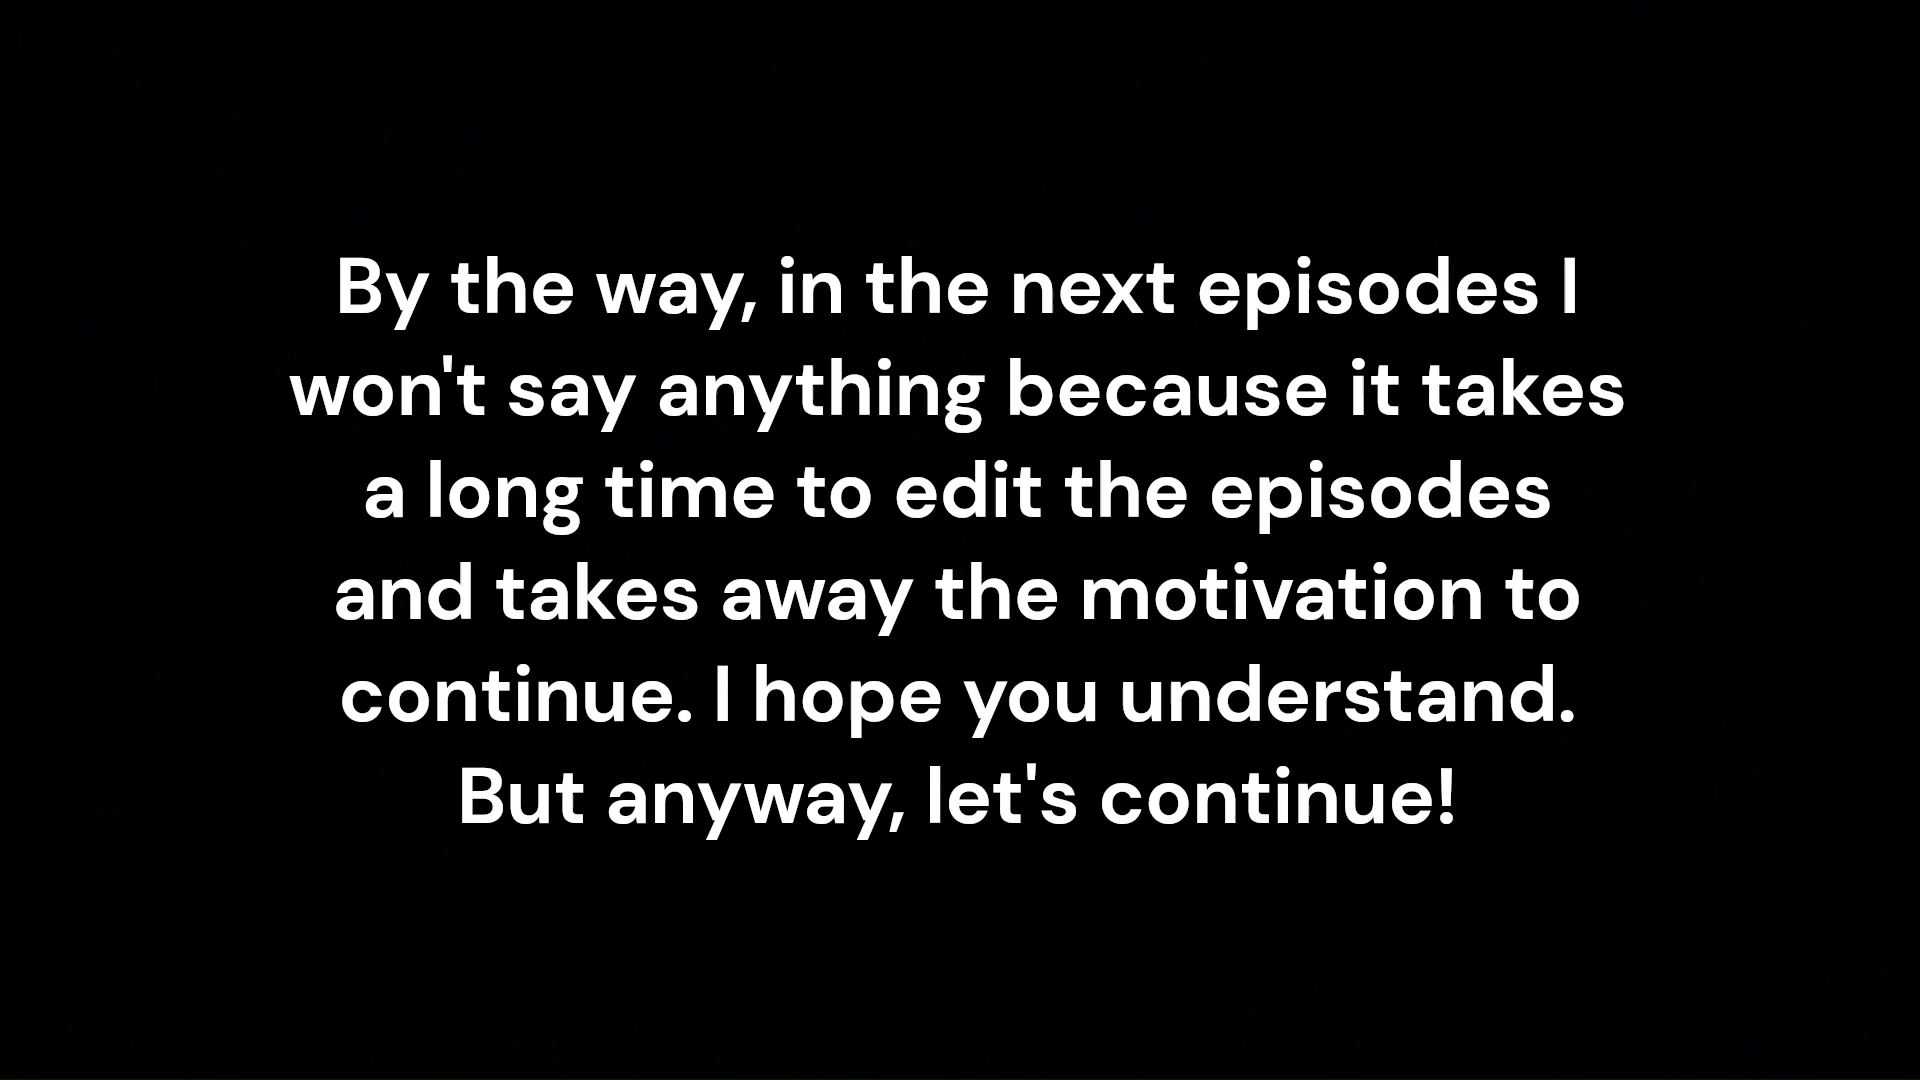 By the way, in the next episodes I
won't say anything because it takes
a long time to edit the episodes
and takes away the motivation to
continue. I hope you understand.
But anyway, let's continue!